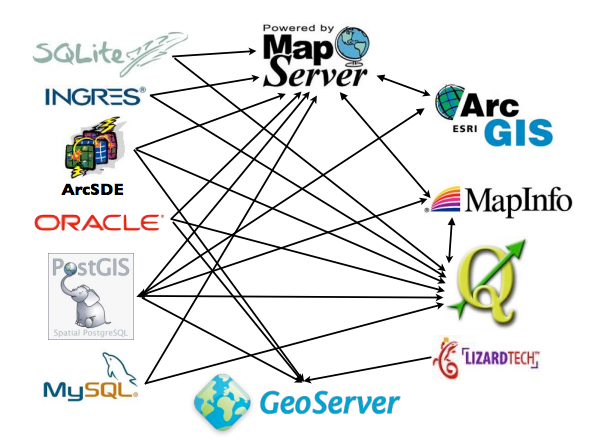 Powered by
Map
Server
SQLite
INGRES®
Arc
ESRI GIS
ArcSDE
MapInfo
®
ORACLE®
PostGIS
Spatial PostgreSQL
Q
LIZARDTECH
MySQL®
GeoServer